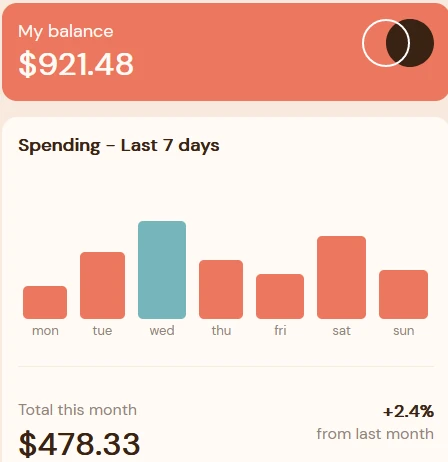 My balance
$921.48
Spending - Last 7 days
mon tue wed thu fri sat sun
Total this month
+2.4%
$478.33
from last month